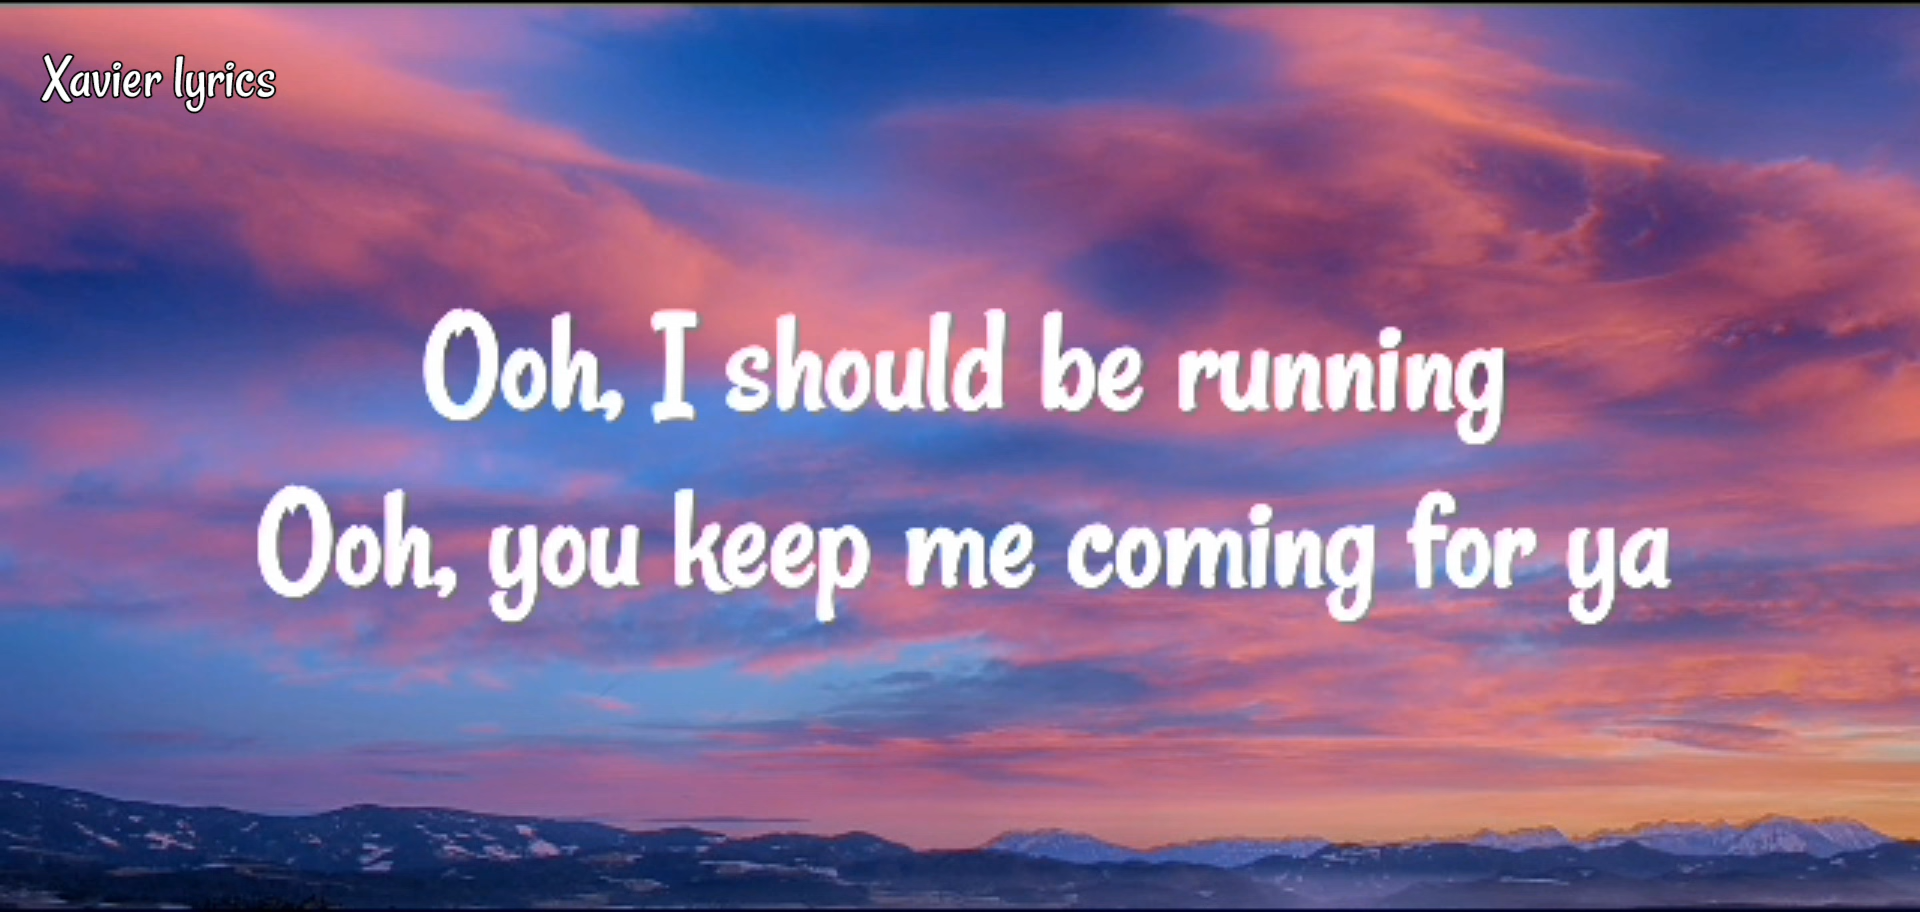 Xavier lyrics
Ooh, I should be running
Ooh, you keep me coming for ya